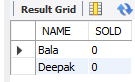 Result Grid
NAME SOLD
Bala 0
Deepak 0